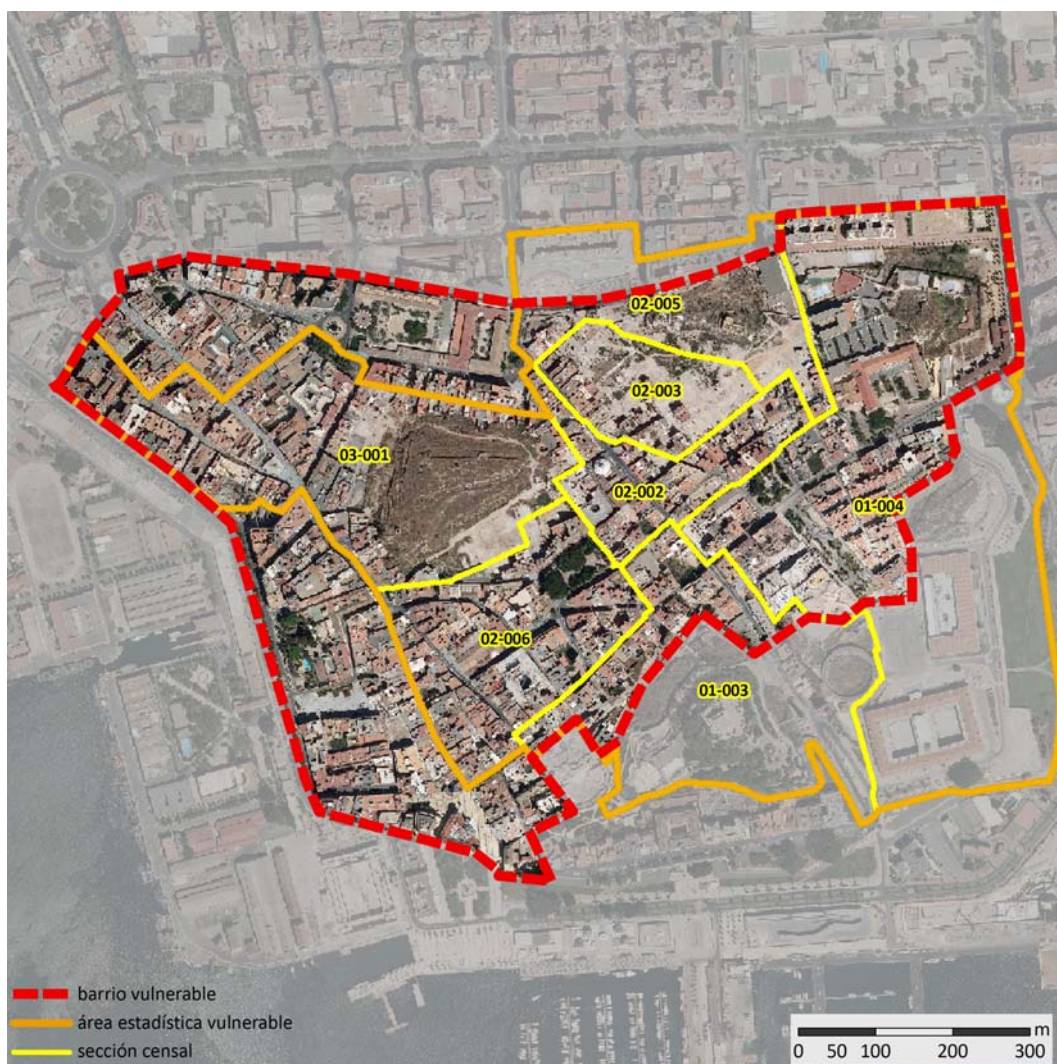 02-005
02-003
03-001
02-002
01-004
02-006
01-003
barrio vulnerable
área estadística vulnerable
sección censal
m
0 50 100 200 300